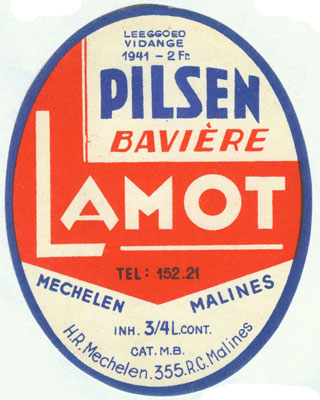 LEEGGOED
VIDANGE
1941 - 2 Fr.
PILSEN
BAVIÈRE
LAMOT
TEL: 152.21
MECHELEN MALINES
INH. 3/4 L. CONT.
CAT. M.B.
H.R. Mechelen. 355. R.C. Malines